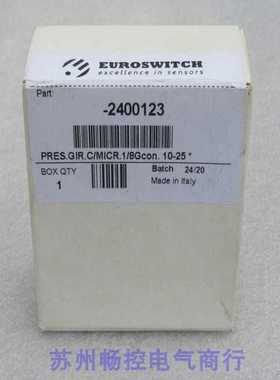 EUROSWITCH
excellence in sensors
Part:
-2400123
PRES.GIR.C/MICR.1/8Gcon. 10-25 *
BOX QTY
1
Batch 24/20
Made in Italy
苏州畅控电气商行